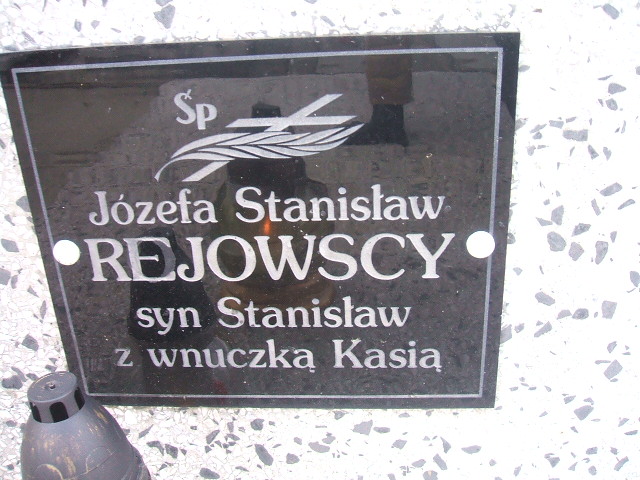 Śp
Józefa Stanisław
REJOWSCY
syn Stanisław
z wnuczką Kasią